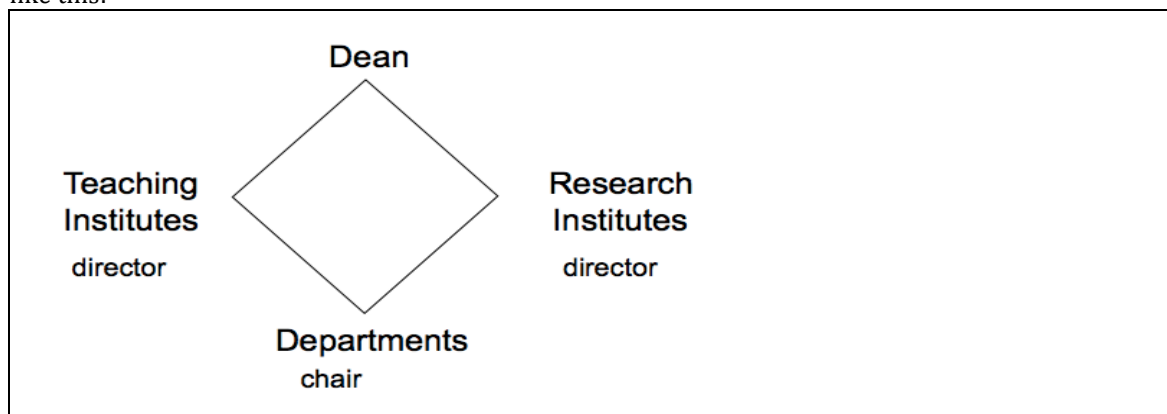 like this:
Dean
Teaching
Institutes
director
Research
Institutes
director
Departments
chair